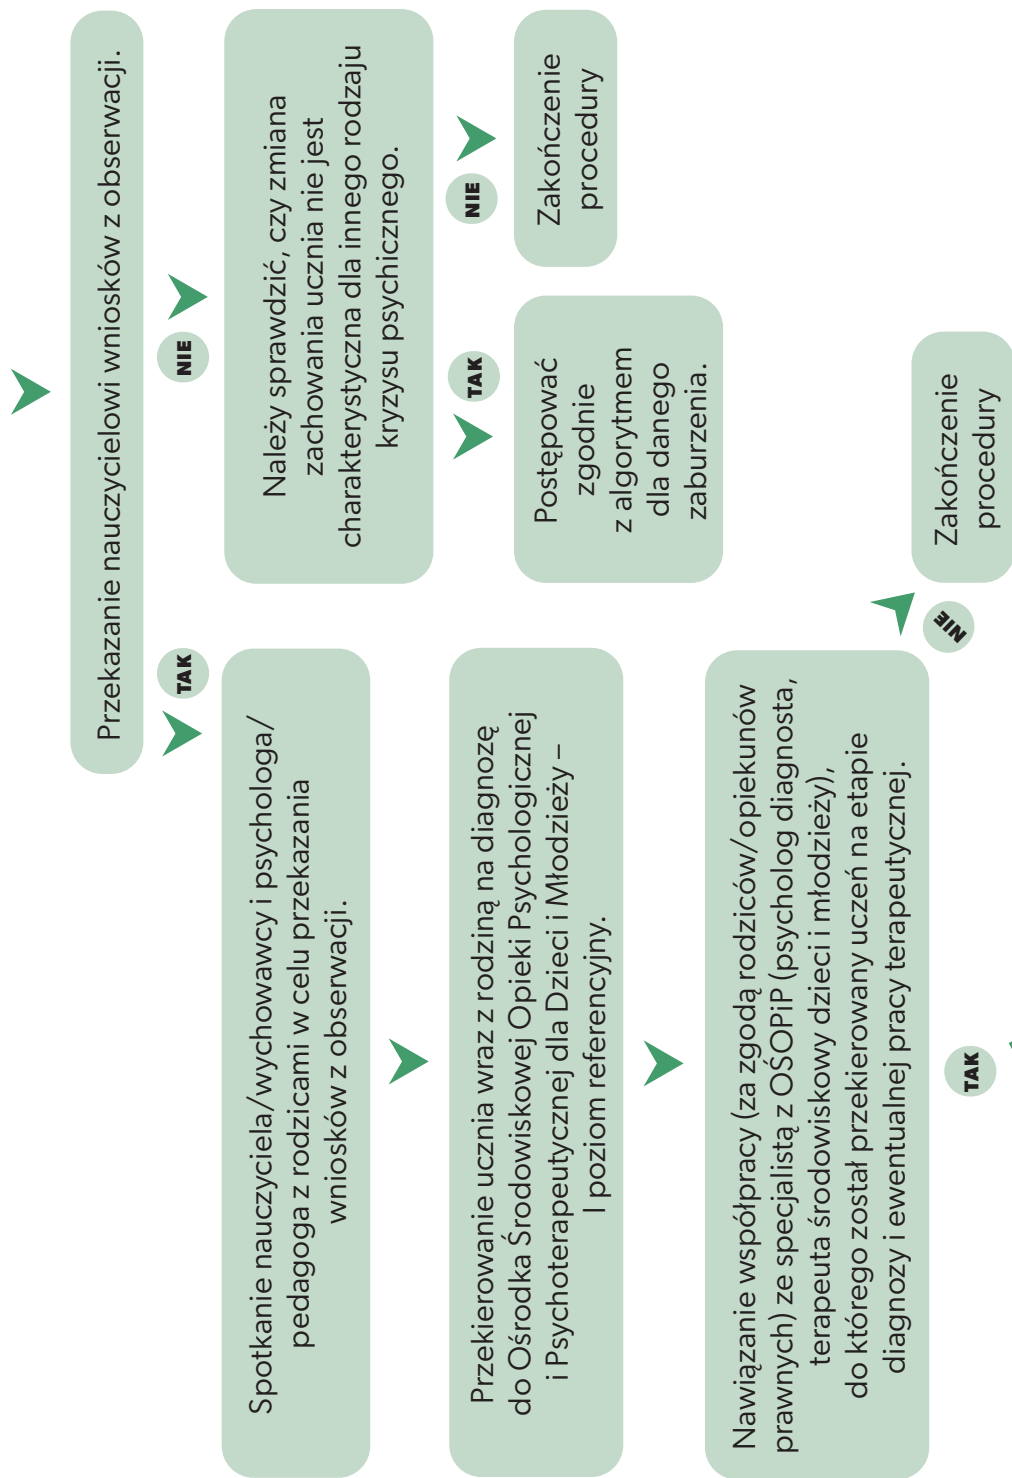 Przekazanie nauczycielowi wniosków z obserwacji.
TAK
NIE
Spotkanie nauczyciela/wychowawcy i psychologa/
pedagoga z rodzicami w celu przekazania
wniosków z obserwacji.
Należy sprawdzić, czy zmiana
zachowania ucznia nie jest
charakterystyczna dla innego rodzaju
kryzysu psychicznego.
TAK
NIE
Przekierowanie ucznia wraz z rodziną na diagnozę
do Ośrodka Środowiskowej Opieki Psychologicznej
i Psychoterapeutycznej dla Dzieci i Młodzieży –
I poziom referencyjny.
Postępować
zgodnie
z algorytmem
dla danego
zaburzenia.
Zakończenie
procedury
Nawiązanie współpracy (za zgodą rodziców/opiekunów
prawnych) ze specjalistą z OŚOPiP (psycholog diagnosta,
terapeuta środowiskowy dzieci i młodzieży),
do którego został przekierowany uczeń na etapie
diagnozy i ewentualnej pracy terapeutycznej.
NIE
Zakończenie
procedury
TAK